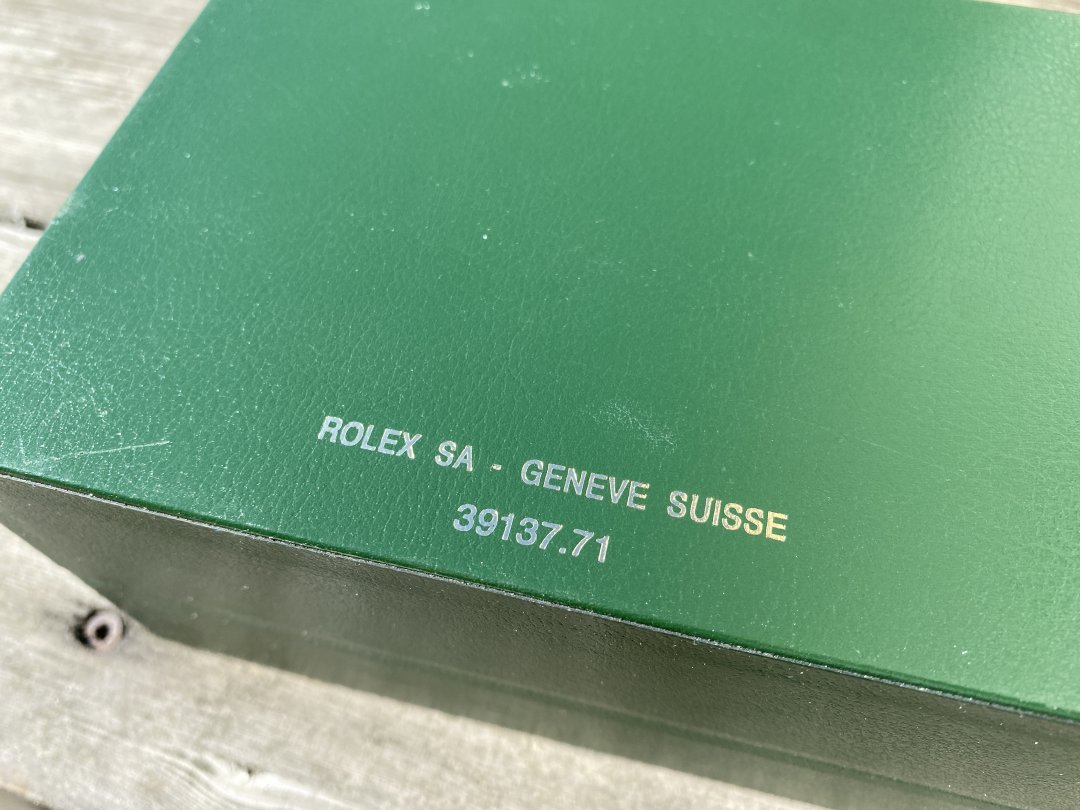 ROLEX SA - GENEVE SUISSE
39137.71